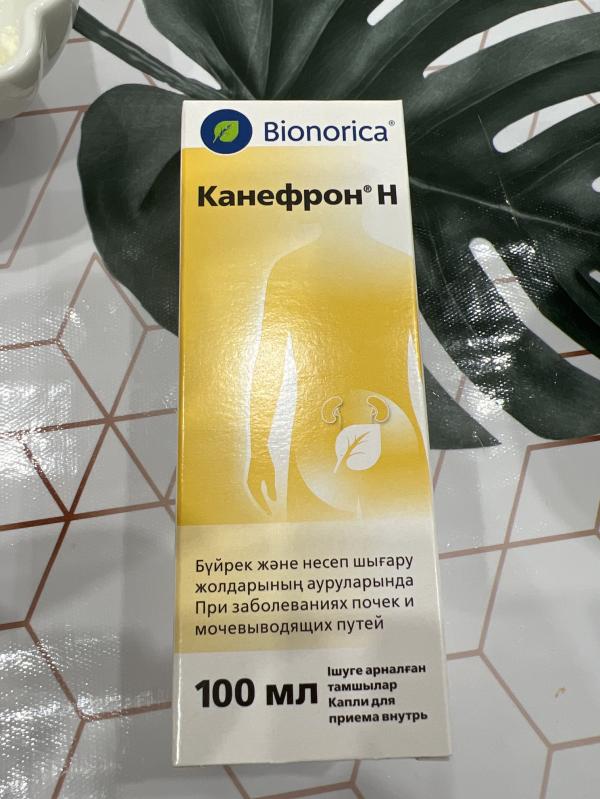 Bionorica®
Канефрон® Н
Бүйрек және несеп шығару
жолдарының ауруларында
При заболеваниях почек и
мочевыводящих путей
100 мл
Ішуге арналған
тамшылар
Капли для
приема внутрь